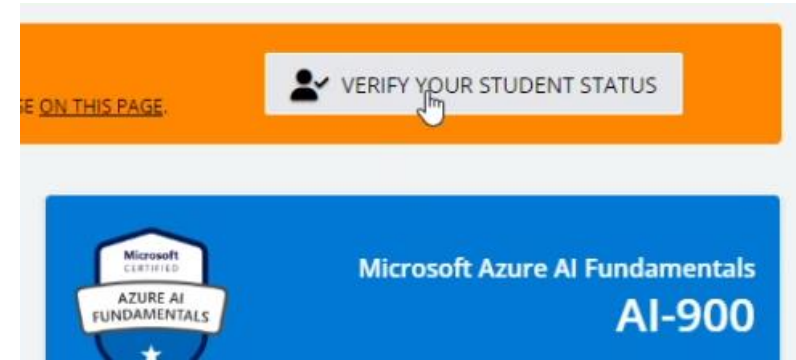 VERIFY YOUR STUDENT STATUS
ON THIS PAGE.
Microsoft
CERTIFIED
AZURE AI
FUNDAMENTALS
Microsoft Azure AI Fundamentals
AI-900